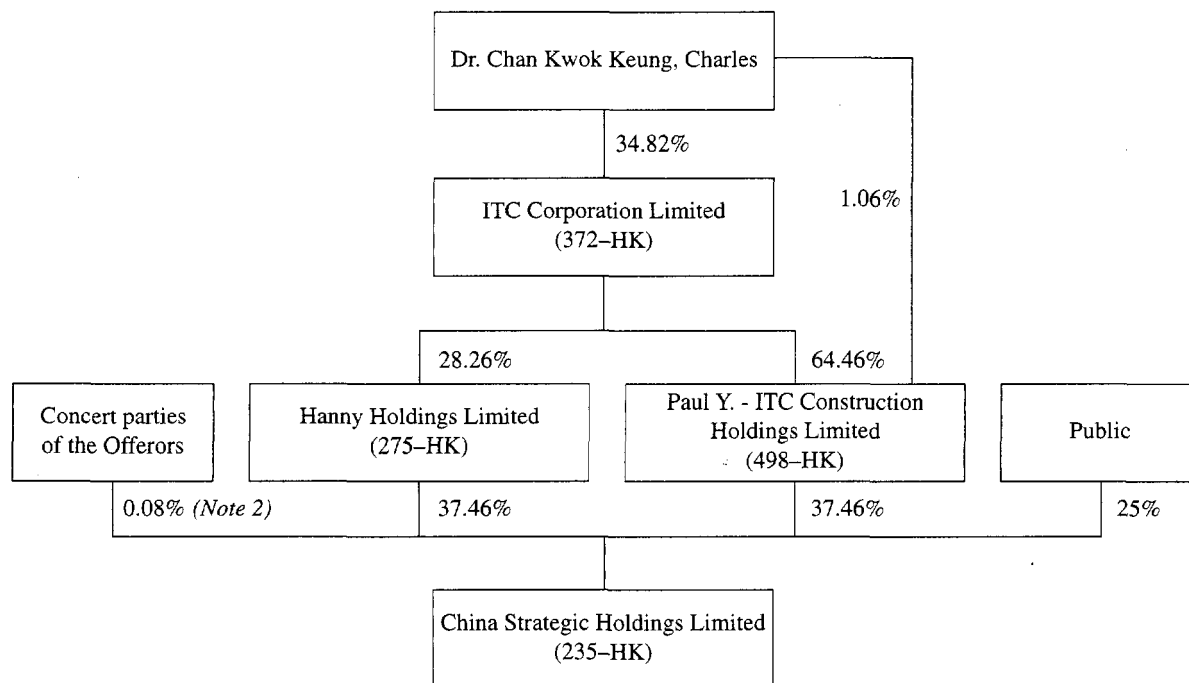 Dr. Chan Kwok Keung, Charles
34.82%
1.06%
ITC Corporation Limited
(372–HK)
28.26%
64.46%
Concert parties
of the Offerors
Hanny Holdings Limited
(275–HK)
Paul Y. - ITC Construction
Holdings Limited
(498–HK)
Public
0.08% (Note 2)
37.46%
37.46%
25%
China Strategic Holdings Limited
(235–HK)